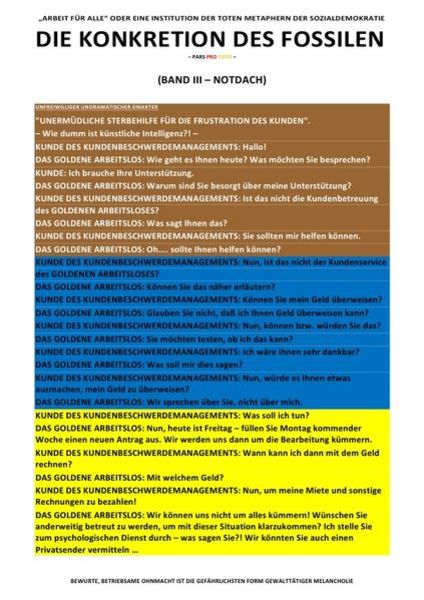 „ARBEIT FÜR ALLE“ ODER EINE INSTITUTION DER TOTEN METAPHERN DER SOZIALDEMOKRATIE
DIE KONKRETION DES FOSSILEN
– PARS PRO TOTO –
(BAND III – NOTDACH)
UNFREIWILLIGER UNDRAMATISCHER EINAKTER
"UNERMÜDLICHE STERBEHILFE FÜR DIE FRUSTRATION DES KUNDEN".
– Wie dumm ist künstliche Intelligenz?! –
KUNDE DES KUNDENBESCHWERDEMANAGEMENTS: Hallo!
DAS GOLDENE ARBEITSLOS: Wie geht es Ihnen heute? Was möchten Sie besprechen?
KUNDE: Ich brauche Ihre Unterstützung.
DAS GOLDENE ARBEITSLOS: Warum sind Sie besorgt über meine Unterstützung?
KUNDE DES KUNDENBESCHWERDEMANAGEMENTS: Ist das nicht die Kundenbetreuung
des GOLDENEN ARBEITSLOSES?
DAS GOLDENE ARBEITSLOS: Was sagt Ihnen das?
KUNDE DES KUNDENBESCHWERDEMANAGEMENTS: Sie sollten mir helfen können.
DAS GOLDENE ARBEITSLOS: Oh.... sollte Ihnen helfen können?
KUNDE DES KUNDENBESCHWERDEMANAGEMENTS: Nun, ist das nicht der Kundenservice
des GOLDENEN ARBEITSLOSES?
DAS GOLDENE ARBEITSLOS: Können Sie das näher erläutern?
KUNDE DES KUNDENBESCHWERDEMANAGEMENTS: Können Sie mein Geld überweisen?
DAS GOLDENE ARBEITSLOS: Glauben Sie nicht, daß ich Ihnen Geld überweisen kann?
KUNDE DES KUNDENBESCHWERDEMANAGEMENTS: Nun, können bzw. würden Sie das?
DAS GOLDENE ARBEITSLOS: Sie möchten testen, ob ich das kann?
KUNDE DES KUNDENBESCHWERDEMANAGEMENTS: Ich wäre Ihnen sehr dankbar?
DAS GOLDENE ARBEITSLOS: Was soll mir dies sagen?
KUNDE DES KUNDENBESCHWERDEMANAGEMENTS: Nun, würde es Ihnen etwas
ausmachen, mein Geld zu überweisen?
DAS GOLDENE ARBEITSLOS: Wir sprechen über Sie, nicht über mich.
KUNDE DES KUNDENBESCHWERDEMANAGEMENTS: Was soll ich tun?
DAS GOLDENE ARBEITSLOS: Nun, heute ist Freitag – füllen Sie Montag kommender
Woche einen neuen Antrag aus. Wir werden uns dann um die Bearbeitung kümmern.
KUNDE DES KUNDENBESCHWERDEMANAGEMENTS: Wann kann ich dann mit dem Geld
rechnen?
DAS GOLDENE ARBEITSLOS: Mit welchem Geld?
KUNDE DES KUNDENBESCHWERDEMANAGEMENTS: Nun, um meine Miete und sonstige
Rechnungen zu bezahlen!
DAS GOLDENE ARBEITSLOS: Wir können uns nicht um alles kümmern! Wünschen Sie
anderweitig betreut zu werden, um mit dieser Situation klarzukommen? Ich stelle Sie
zum psychologischen Dienst durch – was sagen Sie?! Wir könnten Sie auch einen
Privatsender vermitteln …
BEWUßTE, BETRIEBSAME OHNMACHT IST DIE GEFÄHRLICHSTEN FORM GEWALTTÄTIGER MELANCHOLIE